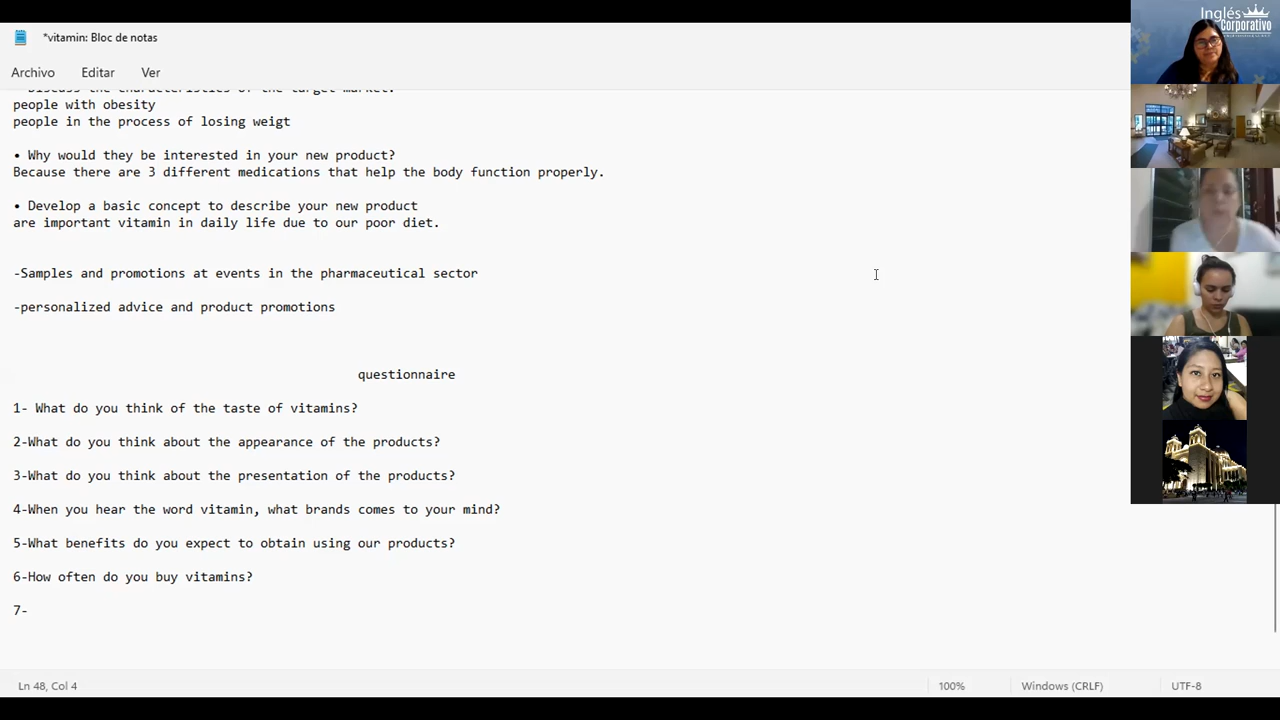 *vitamin: Bloc de notas
Archivo Editar Ver
- Discuss the characteristics of the target market.
people with obesity
people in the process of losing weigt
• Why would they be interested in your new product?
Because there are 3 different medications that help the body function properly.
• Develop a basic concept to describe your new product
are important vitamin in daily life due to our poor diet.
-Samples and promotions at events in the pharmaceutical sector
-personalized advice and product promotions
questionnaire
1- What do you think of the taste of vitamins?
2-What do you think about the appearance of the products?
3-What do you think about the presentation of the products?
4-When you hear the word vitamin, what brands comes to your mind?
5-What benefits do you expect to obtain using our products?
6-How often do you buy vitamins?
7-
Ln 48, Col 4 100% Windows (CRLF) UTF-8
Inglés
Corporativo